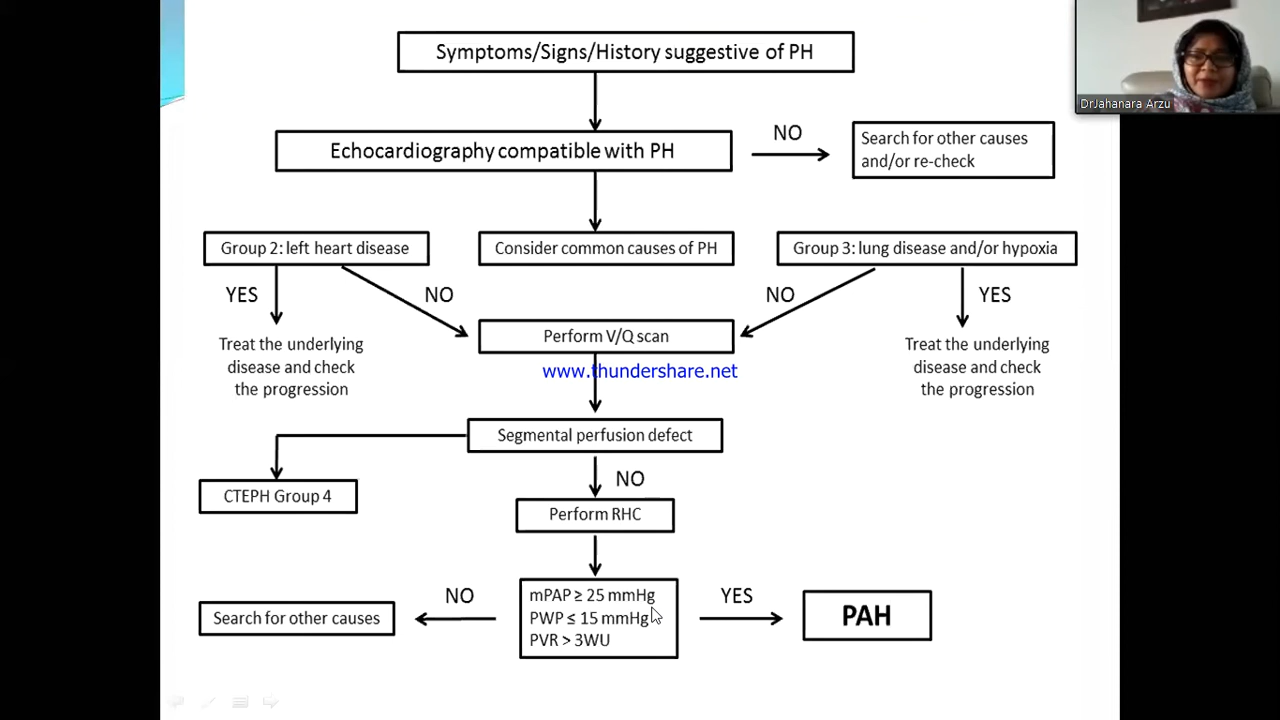 Symptoms/Signs/History suggestive of PH
DrJahanara Arzu
Echocardiography compatible with PH
NO
Search for other causes
and/or re-check
Group 2: left heart disease
Consider common causes of PH
Group 3: lung disease and/or hypoxia
YES
NO
NO
YES
Perform V/Q scan
Treat the underlying
disease and check
the progression
Treat the underlying
disease and check
the progression
www.thundershare.net
Segmental perfusion defect
NO
CTEPH Group 4
Perform RHC
NO
mPAP ≥ 25 mmHg
PWP ≤ 15 mmHg
PVR > 3WU
YES
Search for other causes
PAH